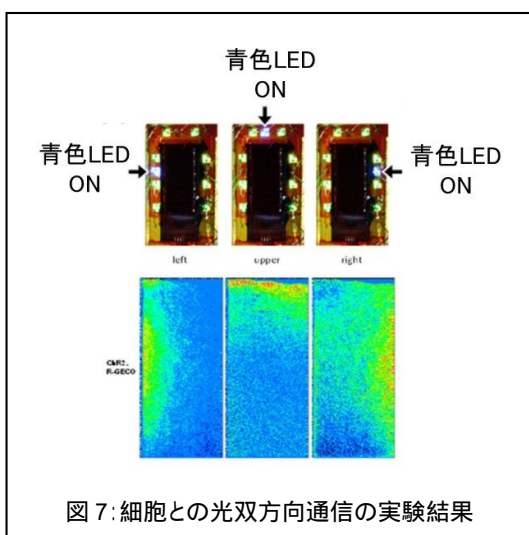 青色LED
ON
青色LED
ON
青色LED
ON
left upper right
ChR2,
R-GECO
図 7:細胞との光双方向通信の実験結果